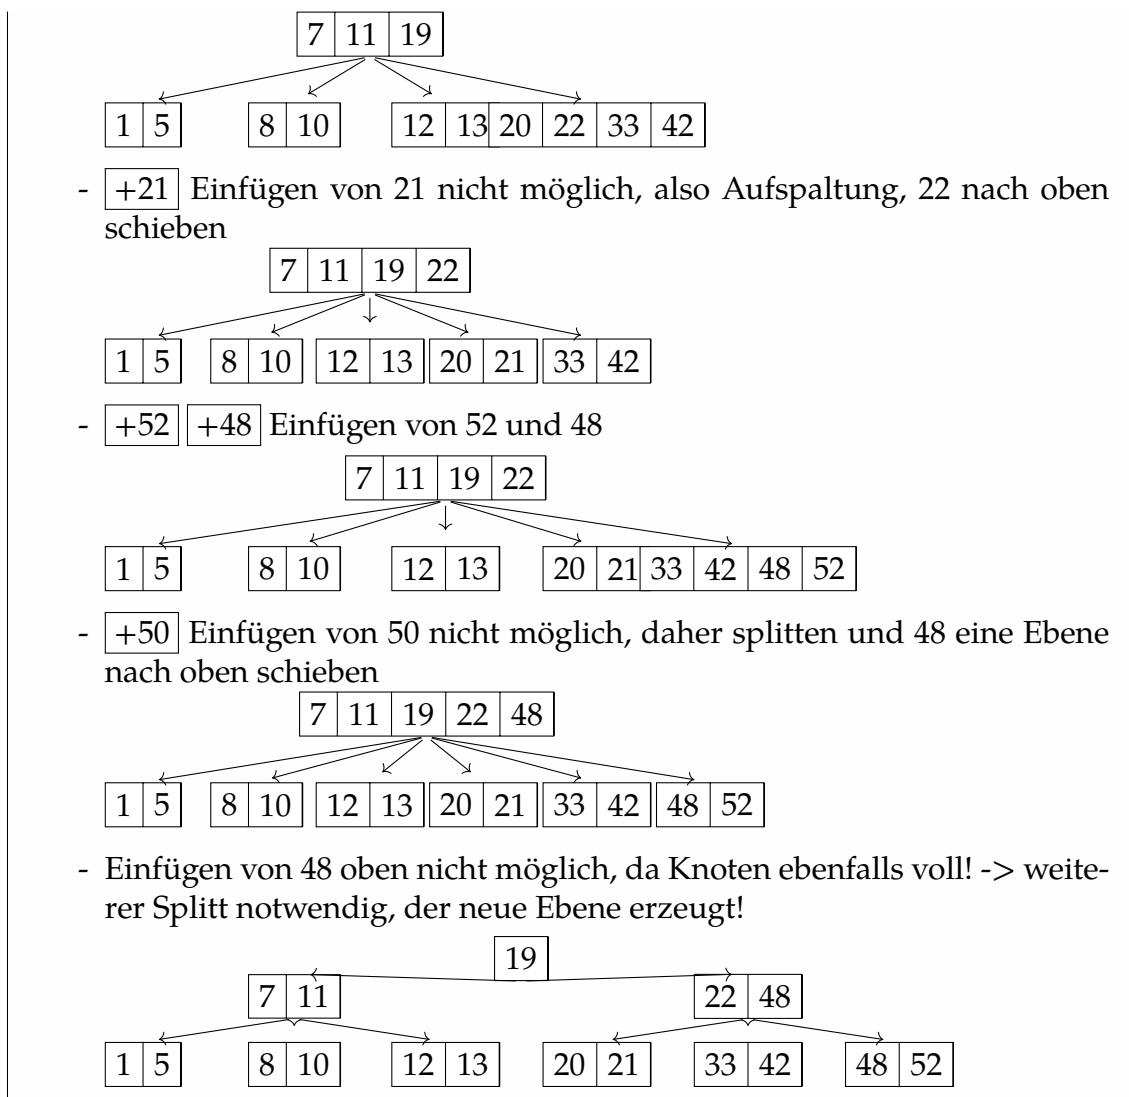 7 11 19
1 5 8 10 12 13 20 22 33 42
- +21 Einfügen von 21 nicht möglich, also Aufspaltung, 22 nach oben
schieben
7 11 19 22
1 5 8 10 12 13 20 21 33 42
- +52 +48 Einfügen von 52 und 48
7 11 19 22
1 5 8 10 12 13 20 21 33 42 48 52
- +50 Einfügen von 50 nicht möglich, daher splitten und 48 eine Ebene
nach oben schieben
7 11 19 22 48
1 5 8 10 12 13 20 21 33 42 48 52
- Einfügen von 48 oben nicht möglich, da Knoten ebenfalls voll! -> weite-
rer Splitt notwendig, der neue Ebene erzeugt!
19
7 11 22 48
1 5 8 10 12 13 20 21 33 42 48 52